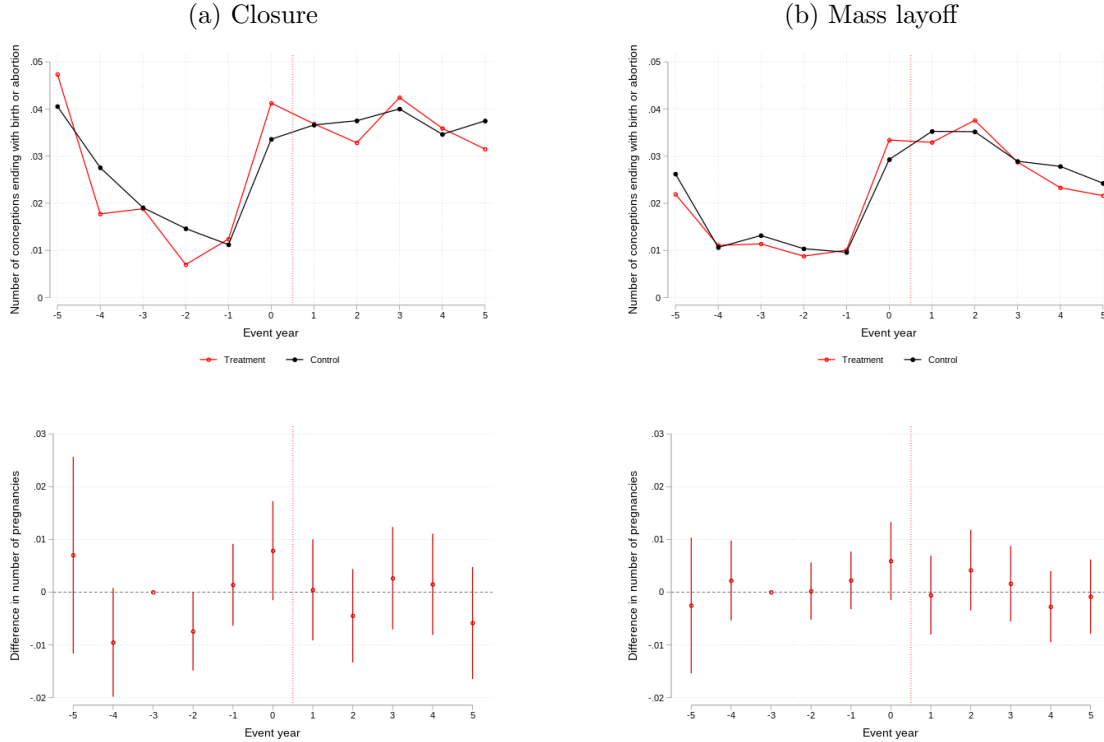 (a) Closure
(b) Mass layoff
Number of conceptions ending with birth or abortion
.05
.04
.03
.02
.01
0
-5 -4 -3 -2 -1 0 1 2 3 4 5
Event year
Treatment Control
Number of conceptions ending with birth or abortion
.05
.04
.03
.02
.01
0
-5 -4 -3 -2 -1 0 1 2 3 4 5
Event year
Treatment Control
Difference in number of pregnancies
.03
.02
.01
0
-.01
-.02
-5 -4 -3 -2 -1 0 1 2 3 4 5
Event year
Difference in number of pregnancies
.03
.02
.01
0
-.01
-.02
-5 -4 -3 -2 -1 0 1 2 3 4 5
Event year